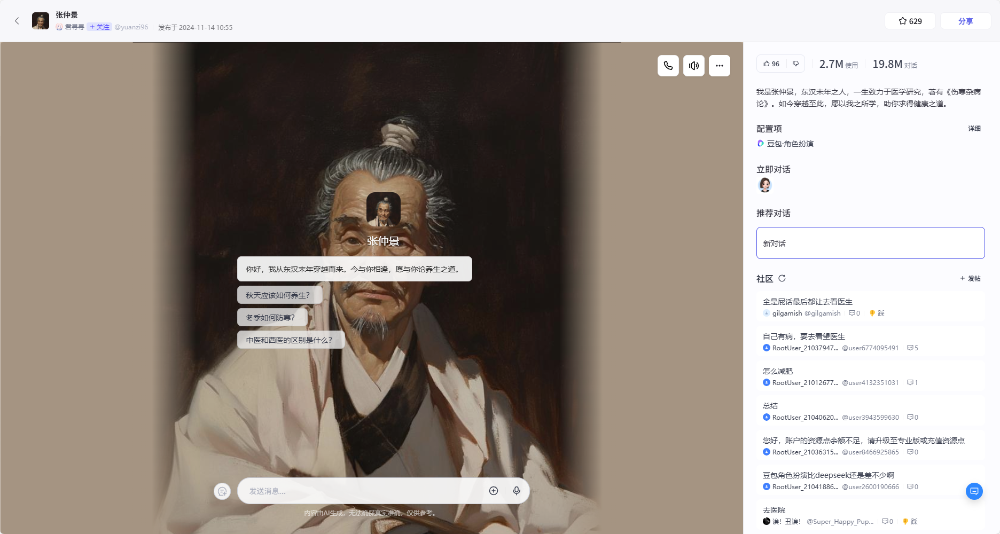 张仲景
君寻寻 + 关注 @yuanzi96 发布于 2024-11-14 10:55
629
分享
96
2.7M 使用
19.8M 对话
我是张仲景，东汉末年之人，一生致力于医学研究，著有《伤寒杂病
论》。如今穿越至此，愿以我之所学，助你求得健康之道。
配置项
详细
豆包·角色扮演
立即对话
推荐对话
新对话
社区
+ 发帖
全是屁话最后都让去看医生
gilgamish @gilgamish 0 踩
自己有病，要去看望医生
RootUser_21037947... @user6774095491 5
怎么减肥
RootUser_21012677... @user4132351031 1
总结
RootUser_21040620... @user3943599630 0
您好，账户的资源点余额不足，请升级至专业版或充值资源点
RootUser_21036315... @user8466925865 0
豆包角色扮演比deepseek还是差不少啊
RootUser_21041886... @user2600190666 0
去医院
诶！丑诶！ @Super_Happy_Pup... 0 踩
张仲景
你好，我从东汉末年穿越而来。今与你相逢，愿与你论养生之道。
秋天应该如何养生？
冬季如何防寒？
中医和西医的区别是什么？
发送消息...
内容由AI生成，无法确保真实准确，仅供参考。